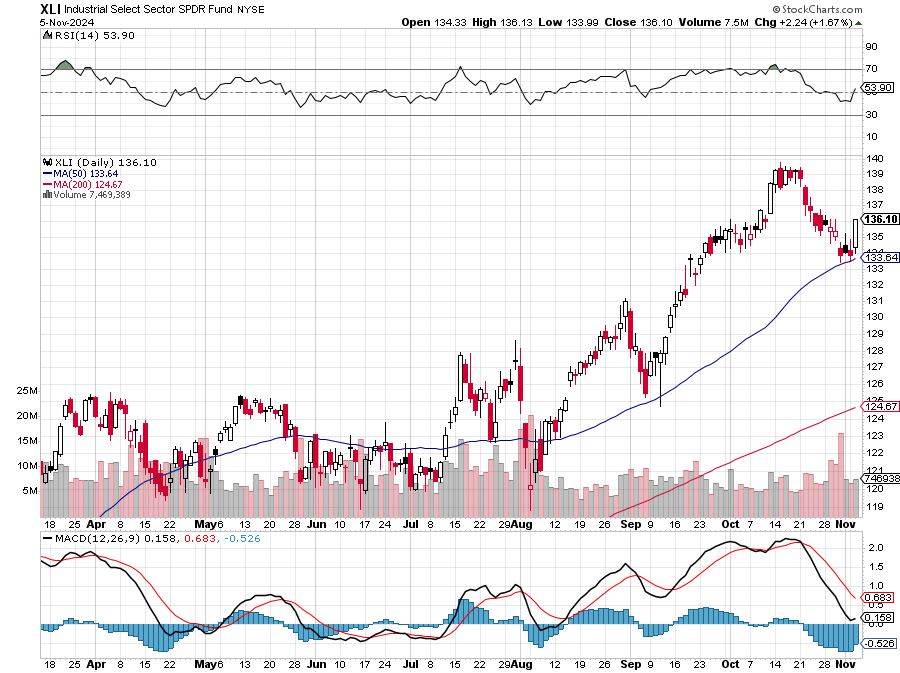 XLI Industrial Select Sector SPDR Fund NYSE
© StockCharts.com
5-Nov-2024
Open 134.33 High 136.13 Low 133.99 Close 136.10 Volume 7.5M Chg +2.24 (+1.67%)
RSI(14) 53.90
90
70
53.90
30
10
XLI (Daily) 136.10
MA(50) 133.64
MA(200) 124.67
Volume 7,469,389
140
139
138
137
136.10
135
134
133.64
133
132
131
130
129
128
127
126
125
124.67
124
123
122
121
746938
120
119
25M
20M
15M
10M
5M
18 25 Apr 8 15 22 May 6 13 20 28 Jun 10 17 24 Jul 8 15 22 29 Aug 12 19 26 Sep 9 16 23 Oct 7 14 21 28 Nov
MACD(12,26,9) 0.158, 0.683, -0.526
2.0
1.5
1.0
0.683
0.5
0.158
0.0
-0.526
18 25 Apr 8 15 22 May 6 13 20 28 Jun 10 17 24 Jul 8 15 22 29 Aug 12 19 26 Sep 9 16 23 Oct 7 14 21 28 Nov